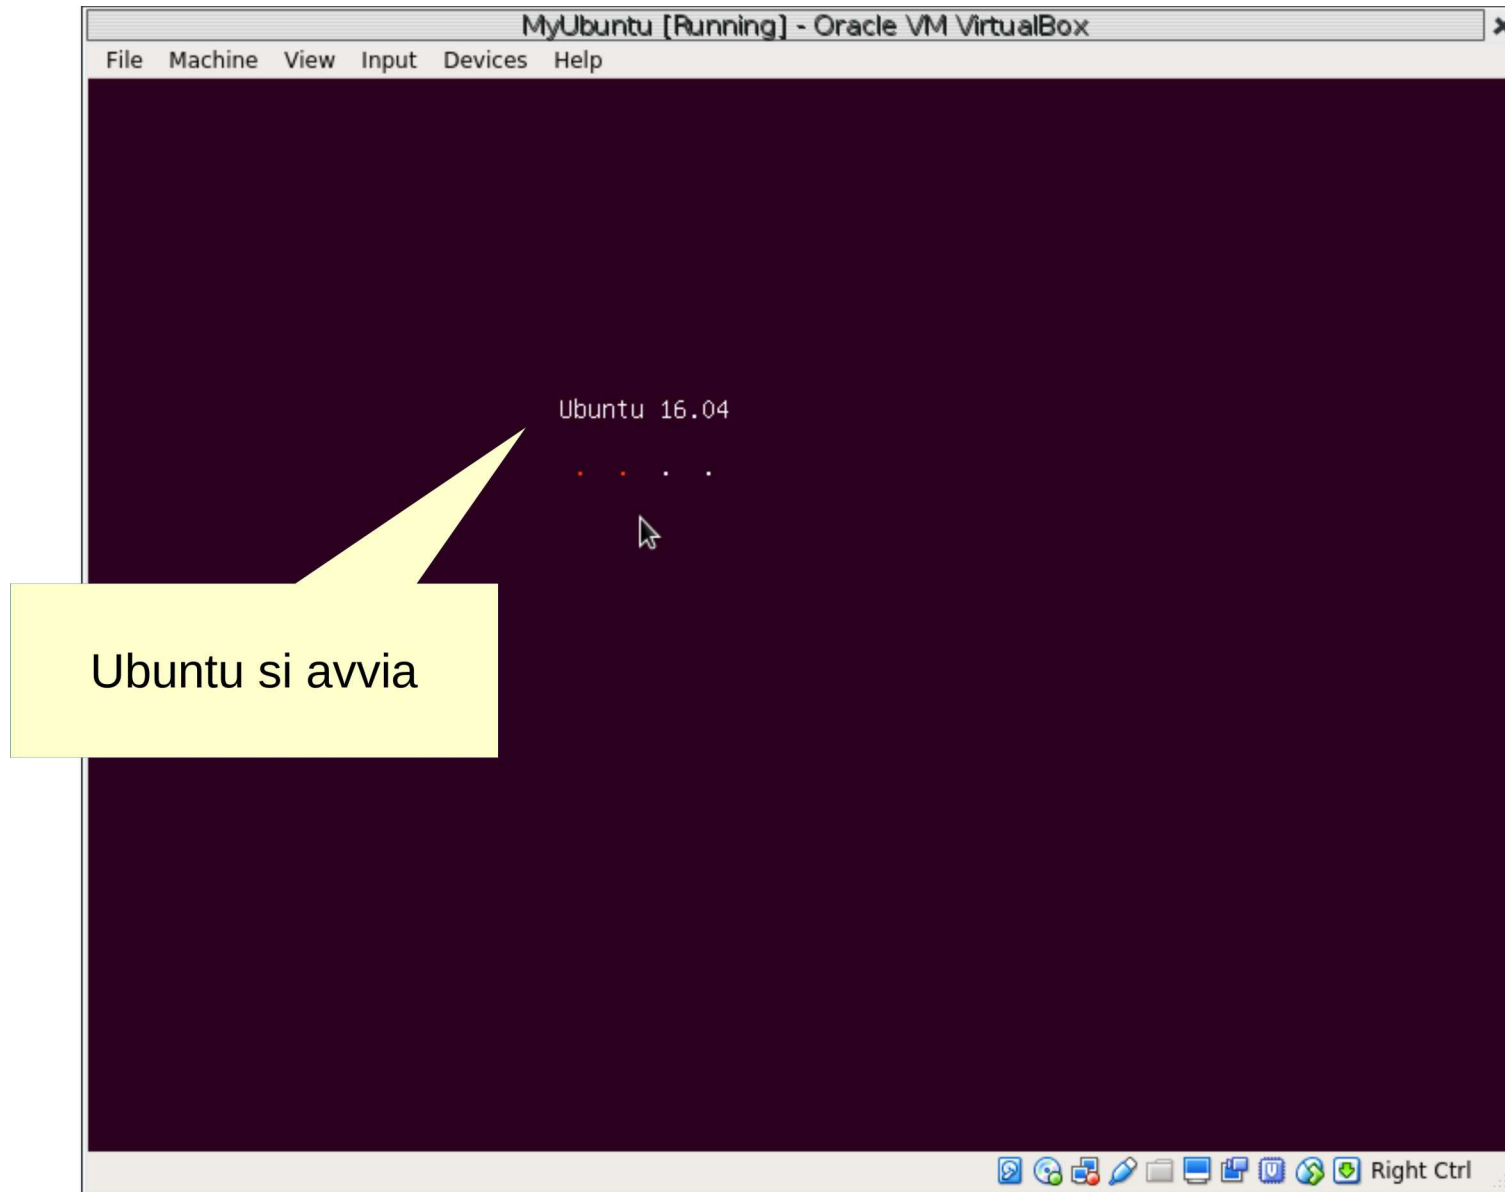 MyUbuntu [Running] - Oracle VM VirtualBox
File Machine View Input Devices Help
Ubuntu 16.04
Ubuntu si avvia
Right Ctrl